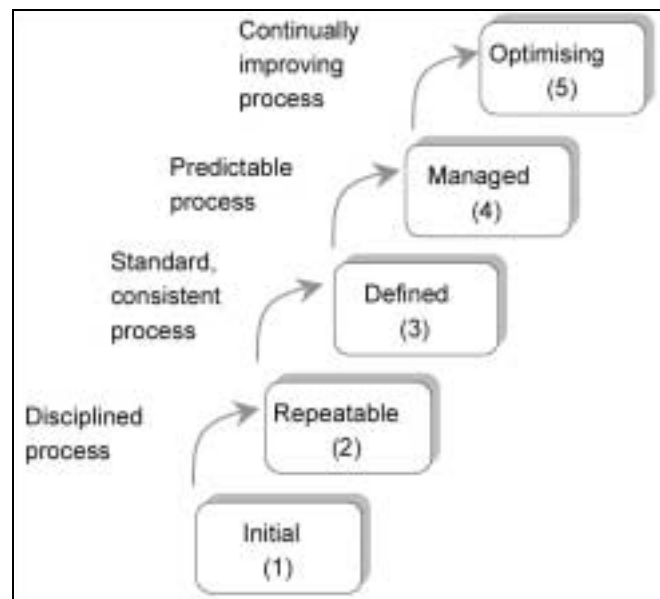 Continually
improving
process
Optimising
(5)
Predictable
process
Managed
(4)
Standard,
consistent
process
Defined
(3)
Disciplined
process
Repeatable
(2)
Initial
(1)